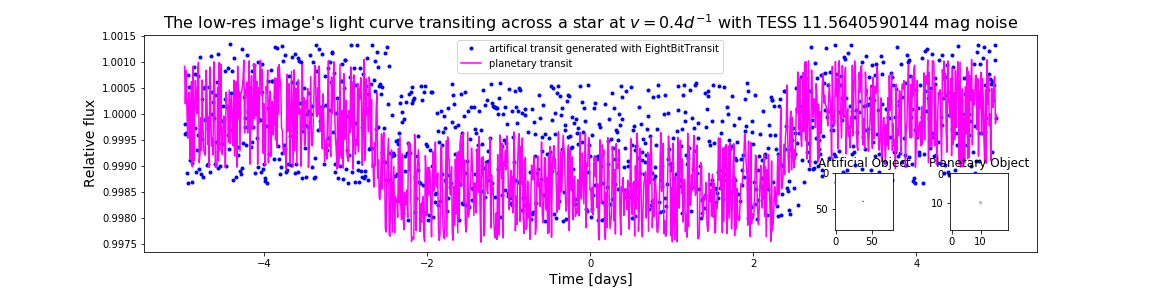 The low-res image's light curve transiting across a star at v = 0.4d⁻¹ with TESS 11.5640590144 mag noise
1.0015
1.0010
1.0005
1.0000
0.9995
0.9990
0.9985
0.9980
0.9975
Relative flux
artifical transit generated with EightBitTransit
planetary transit
Artificial Object
0
50
0 50
Planetary Object
0
10
0 10
−4 −2 0 2 4
Time [days]